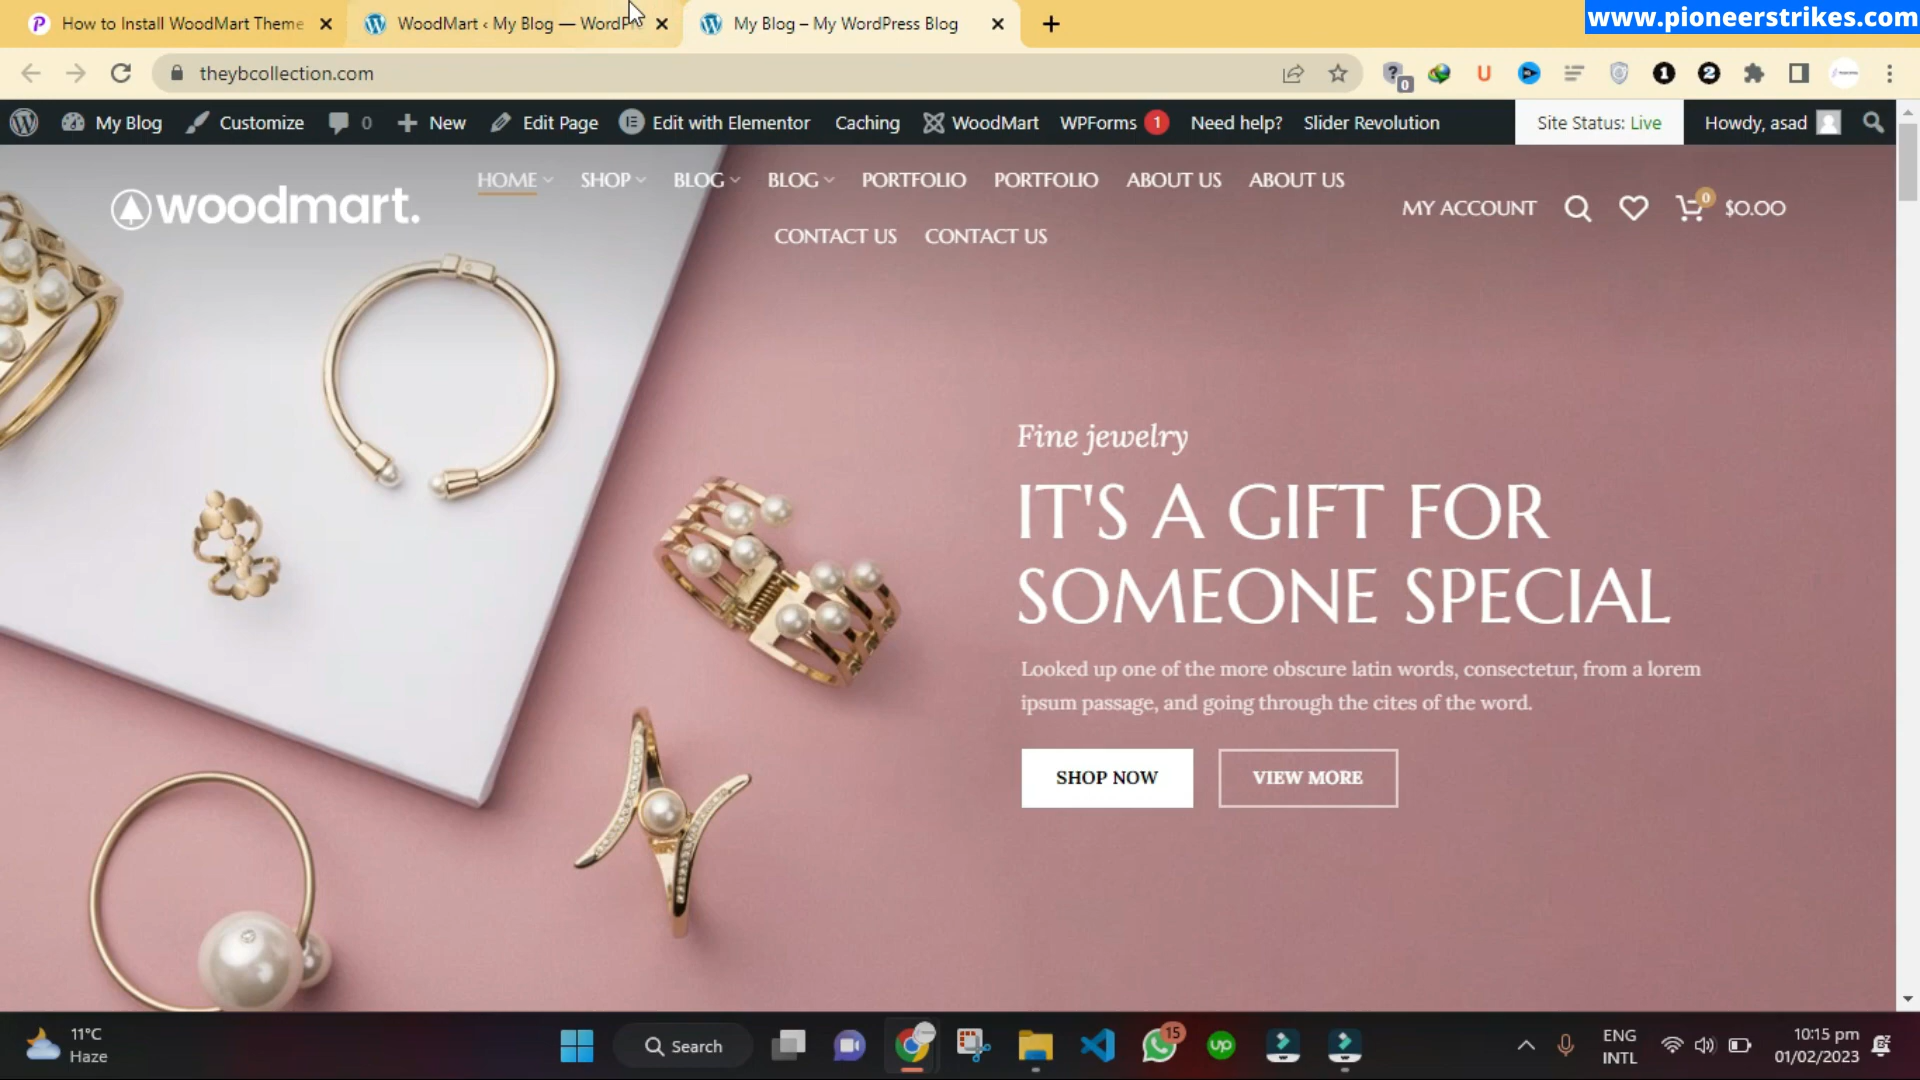 www.pioneerstrikes.com
How to Install WoodMart Theme
WoodMart ‹ My Blog — WordPr
My Blog – My WordPress Blog
theybcollection.com
0
U
1
2
My Blog
Customize
0
New
Edit Page
Edit with Elementor
Caching
WoodMart
WPForms 1
Need help?
Slider Revolution
Site Status: Live
Howdy, asad
woodmart.
HOME SHOP BLOG BLOG PORTFOLIO PORTFOLIO ABOUT US ABOUT US
CONTACT US CONTACT US
MY ACCOUNT
0
$0.00
Fine jewelry
IT'S A GIFT FOR
SOMEONE SPECIAL
Looked up one of the more obscure latin words, consectetur, from a lorem
ipsum passage, and going through the cites of the word.
SHOP NOW
VIEW MORE
11°C
Haze
Search
15
up
ENG
INTL
10:15 pm
01/02/2023